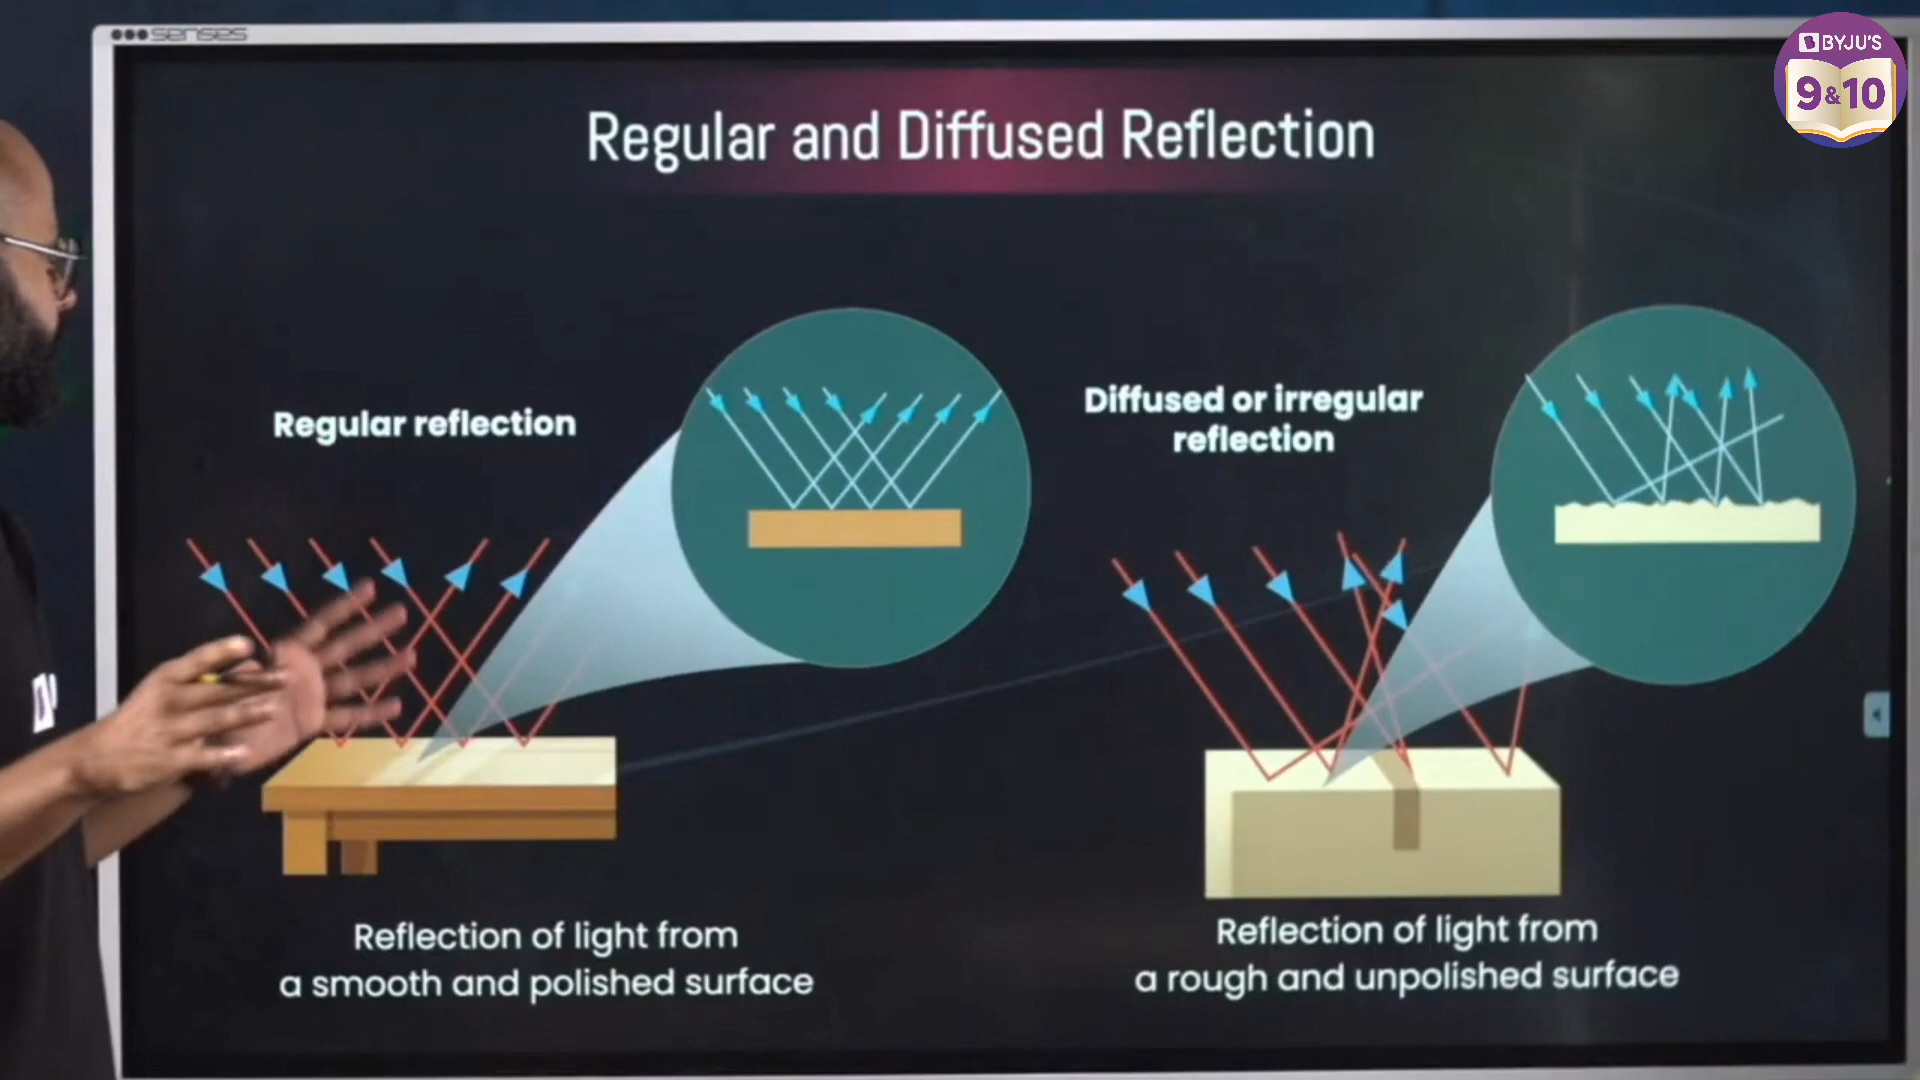 senses
BYJU'S
9&10
Regular and Diffused Reflection
Regular reflection
Diffused or irregular
reflection
Reflection of light from
a smooth and polished surface
Reflection of light from
a rough and unpolished surface